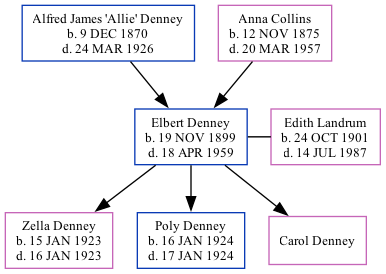 Alfred James 'Allie' Denney
b. 9 DEC 1870
d. 24 MAR 1926
Anna Collins
b. 12 NOV 1875
d. 20 MAR 1957
Elbert Denney
b. 19 NOV 1899
d. 18 APR 1959
Edith Landrum
b. 24 OCT 1901
d. 14 JUL 1987
Zella Denney
b. 15 JAN 1923
d. 16 JAN 1923
Poly Denney
b. 16 JAN 1924
d. 17 JAN 1924
Carol Denney